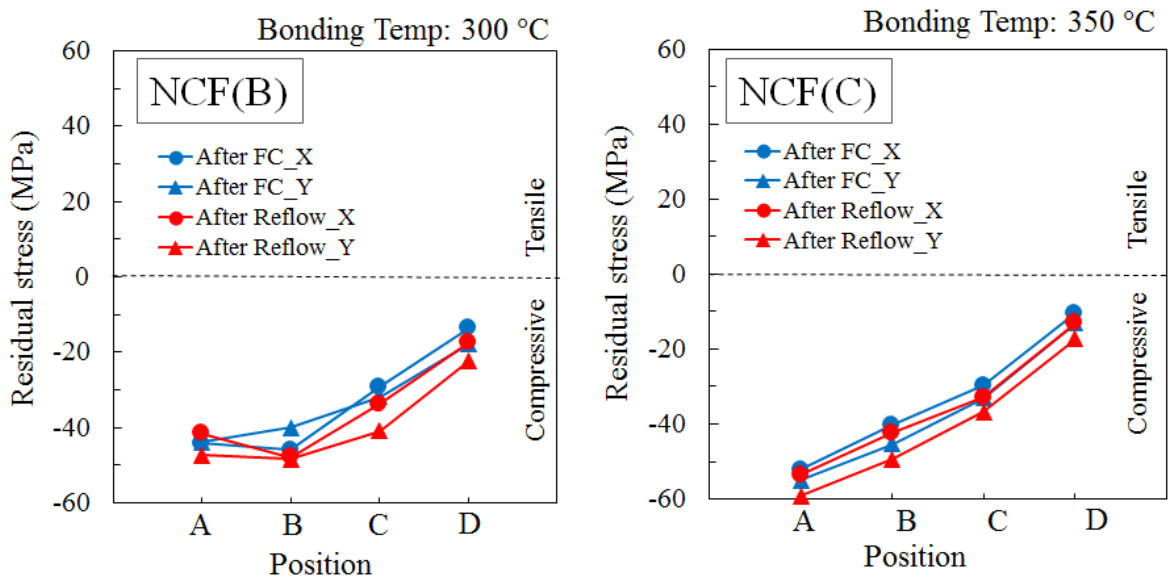 Bonding Temp: 300 °C
60
40
20
0
-20
-40
-60
Residual stress (MPa)
NCF(B)
After FC_X
After FC_Y
After Reflow_X
After Reflow_Y
Tensile
Compressive
A B C D
Position
Bonding Temp: 350 °C
60
40
20
0
-20
-40
-60
Residual stress (MPa)
NCF(C)
After FC_X
After FC_Y
After Reflow_X
After Reflow_Y
Tensile
Compressive
A B C D
Position